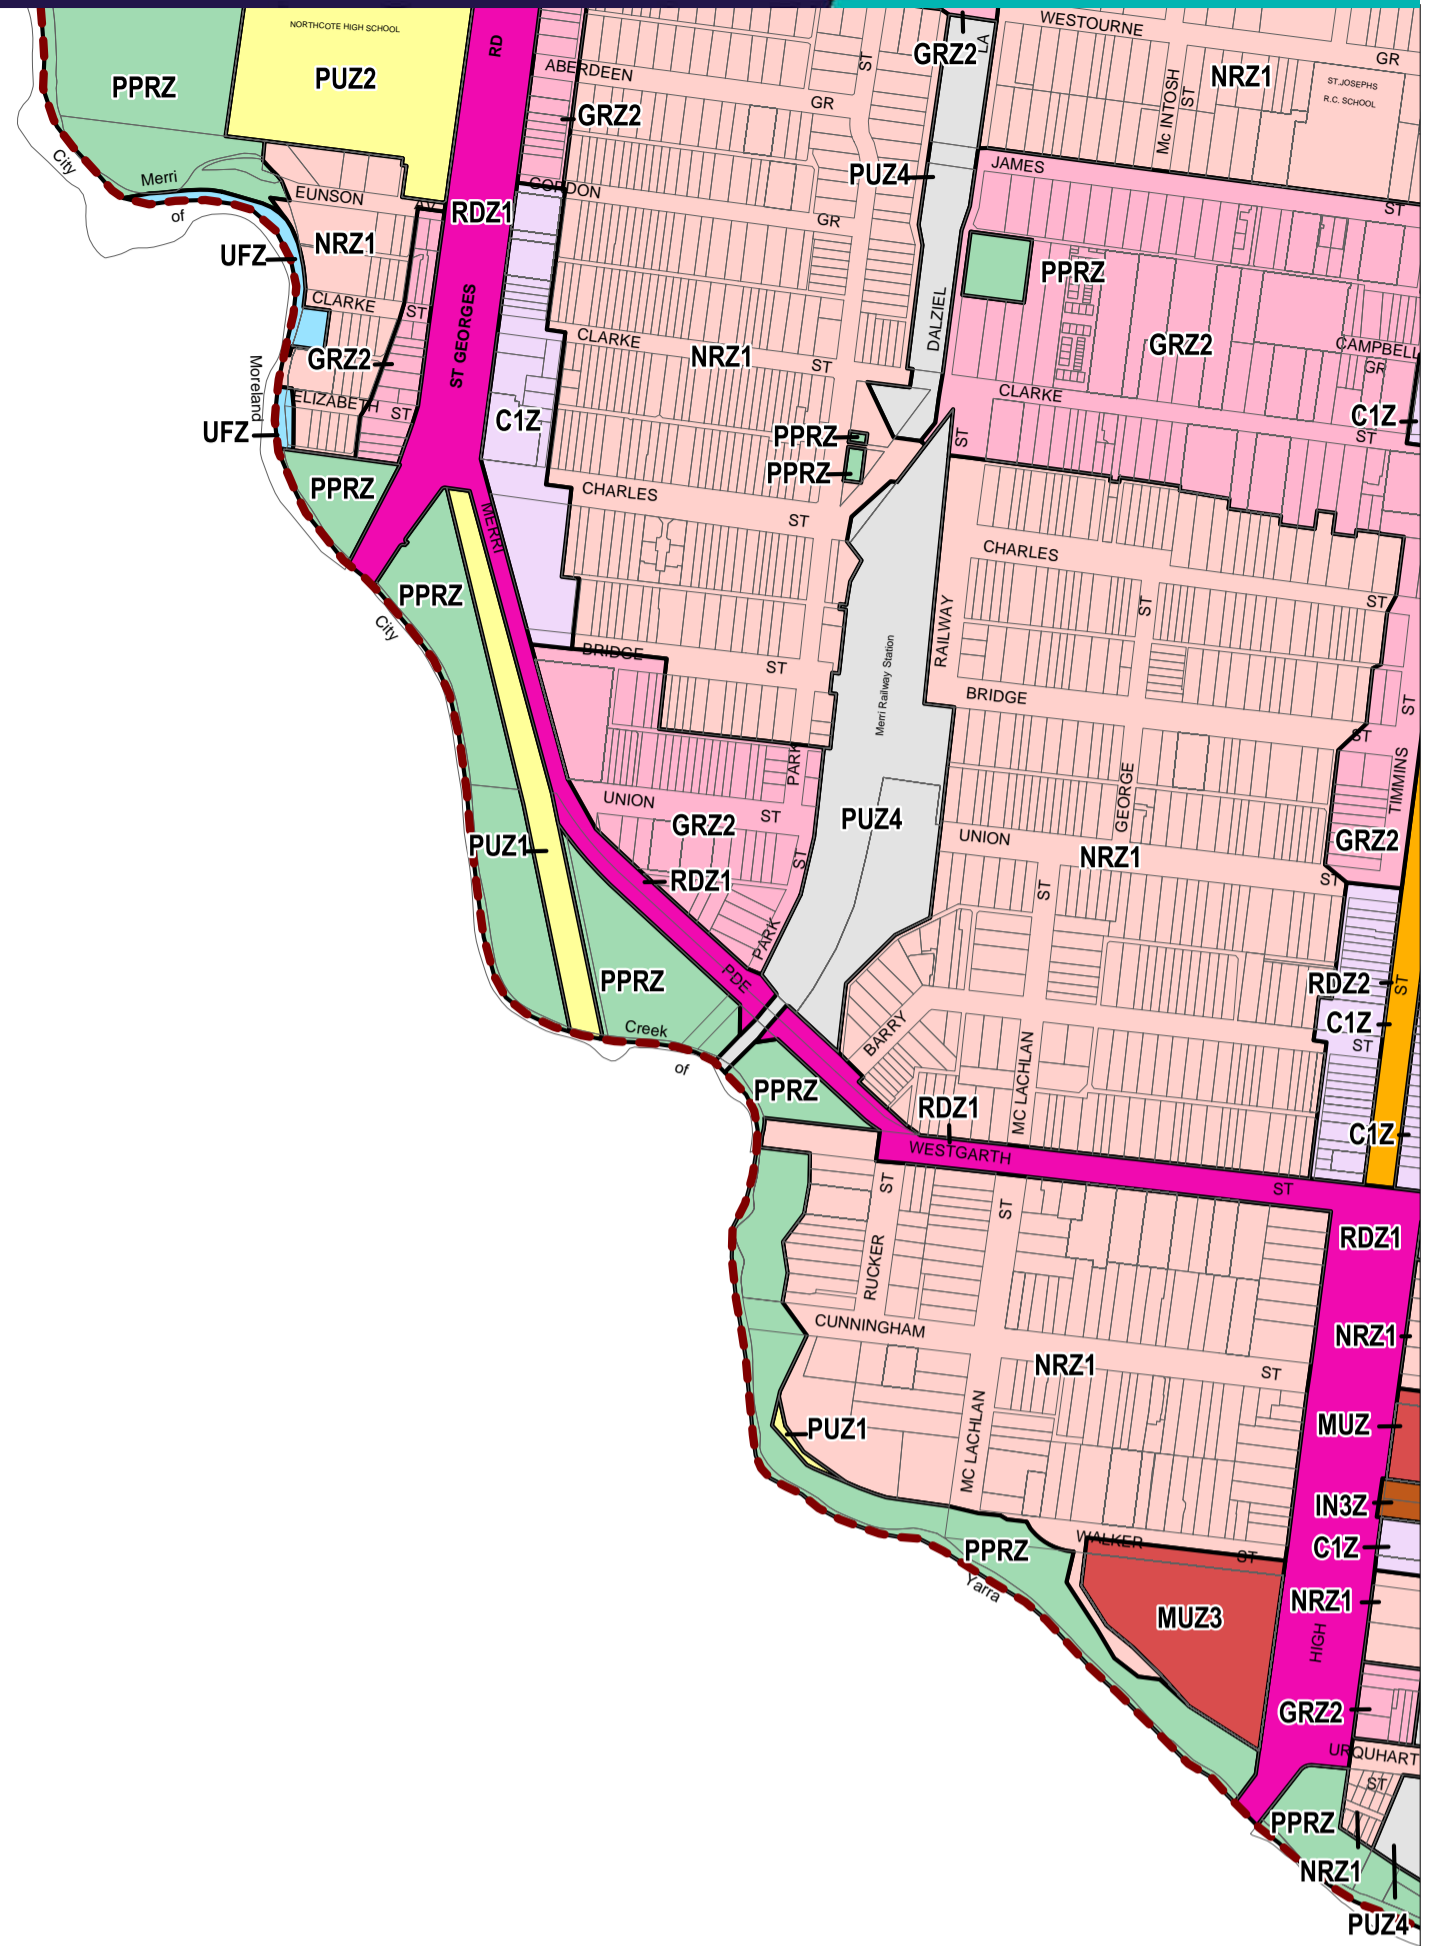 NORTHCOTE HIGH SCHOOL
PPRZ
PUZ2
RD
ABERDEEN
GR
GRZ2
ST
GRZ2
LA
WESTOURNE
GR
Mc INTOSH
ST
NRZ1
ST.JOSEPHS
R.C. SCHOOL
City
Merri
of
EUNSON
AV
RDZ1
GORDON
GR
PUZ4
JAMES
ST
UFZ
NRZ1
PPRZ
CLARKE
ST
ST GEORGES
CLARKE
ST
NRZ1
DALZIEL
GRZ2
CAMPBELL
GR
Moreland
GRZ2
ELIZABETH
ST
C1Z
CLARKE
ST
C1Z
UFZ
PPRZ
ST
PPRZ
PPRZ
MERRI
CHARLES
ST
CHARLES
ST
PPRZ
City
BRIDGE
ST
Merri Railway Station
RAILWAY
ST
BRIDGE
ST
ST
TIMMINS
PARK
UNION
ST
GRZ2
PUZ4
GEORGE
UNION
ST
NRZ1
GRZ2
PUZ1
RDZ1
ST
ST
PARK
PDE
PPRZ
Creek
of
RDZ2
ST
C1Z
ST
BARRY
MC LACHLAN
PPRZ
RDZ1
C1Z
WESTGARTH
ST
ST
ST
RUCKER
RDZ1
CUNNINGHAM
ST
NRZ1
NRZ1
MC LACHLAN
MUZ
PUZ1
IN3Z
PPRZ
WALKER
ST
C1Z
Yarra
MUZ3
NRZ1
HIGH
GRZ2
URQUHART
ST
PPRZ
NRZ1
PUZ4